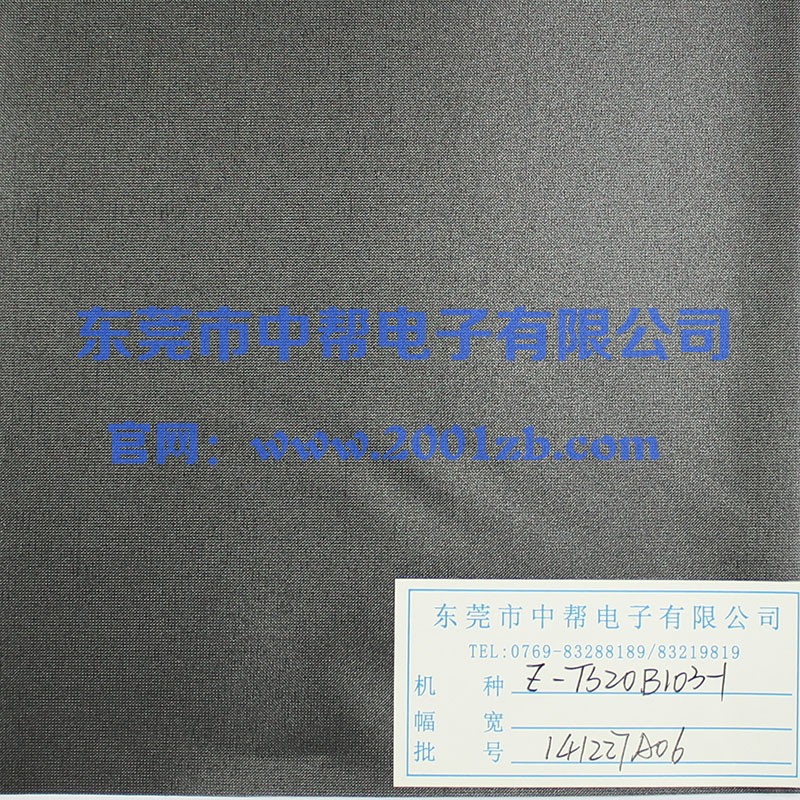 东莞市中帮电子有限公司
官网：www.2001zb.com
东莞市中帮电子有限公司
TEL:0769-83288189/83219819
机 种 Z-TS20B103-1
幅 宽
批 号 141227A06